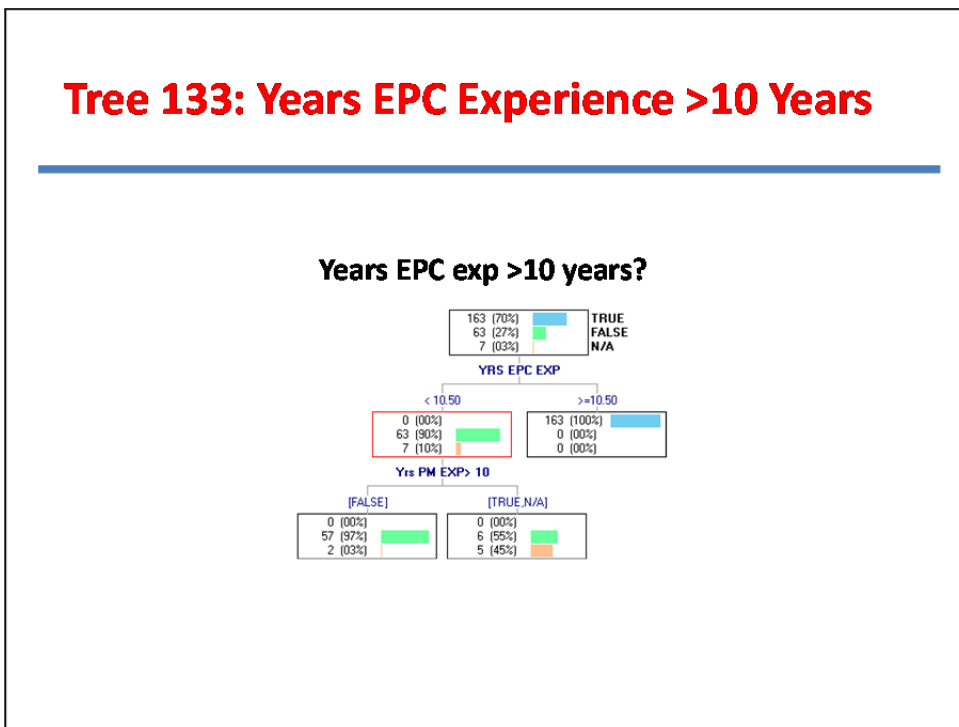 Tree 133: Years EPC Experience >10 Years
Years EPC exp >10 years?
163 (70%) TRUE
63 (27%) FALSE
7 (03%) N/A
YRS EPC EXP
< 10.50 >=10.50
0 (00%) 163 (100%)
63 (90%) 0 (00%)
7 (10%) 0 (00%)
Yrs PM EXP> 10
[FALSE] [TRUE,N/A]
0 (00%) 0 (00%)
57 (97%) 6 (55%)
2 (03%) 5 (45%)